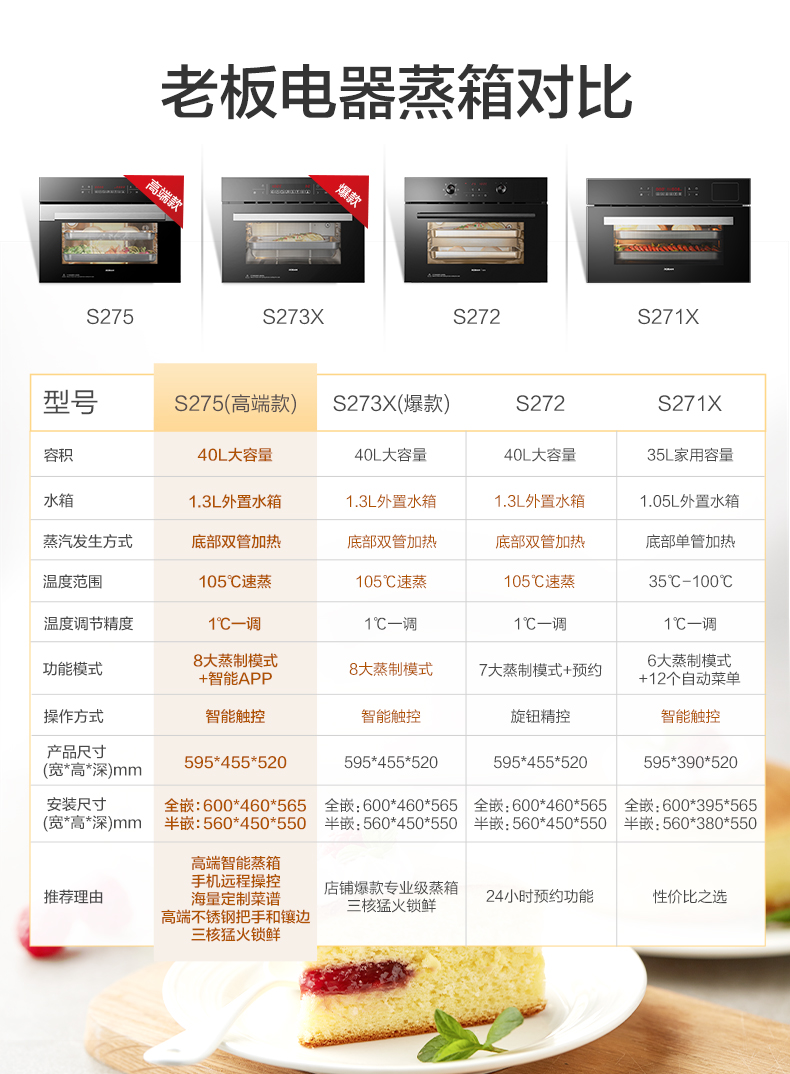 老板电器蒸箱对比
高端款
爆款
S275 S273X S272 S271X
型号 S275(高端款) S273X(爆款) S272 S271X
容积 40L大容量 40L大容量 40L大容量 35L家用容量
水箱 1.3L外置水箱 1.3L外置水箱 1.3L外置水箱 1.05L外置水箱
蒸汽发生方式 底部双管加热 底部双管加热 底部双管加热 底部单管加热
温度范围 105℃速蒸 105℃速蒸 105℃速蒸 35℃-100℃
温度调节精度 1℃一调 1℃一调 1℃一调 1℃一调
功能模式 8大蒸制模式
+智能APP 8大蒸制模式 7大蒸制模式+预约 6大蒸制模式
+12个自动菜单
操作方式 智能触控 智能触控 旋钮精控 智能触控
产品尺寸
(宽*高*深)mm 595*455*520 595*455*520 595*455*520 595*390*520
安装尺寸
(宽*高*深)mm
全嵌:600*460*565 全嵌:600*460*565 全嵌:600*460*565 全嵌:600*395*565
半嵌:560*450*550 半嵌:560*450*550 半嵌:560*450*550 半嵌:560*380*550
推荐理由
高端智能蒸箱
手机远程操控
海量定制菜谱
高端不锈钢把手和镶边
三核猛火锁鲜
店铺爆款专业级蒸箱
三核猛火锁鲜
24小时预约功能
性价比之选